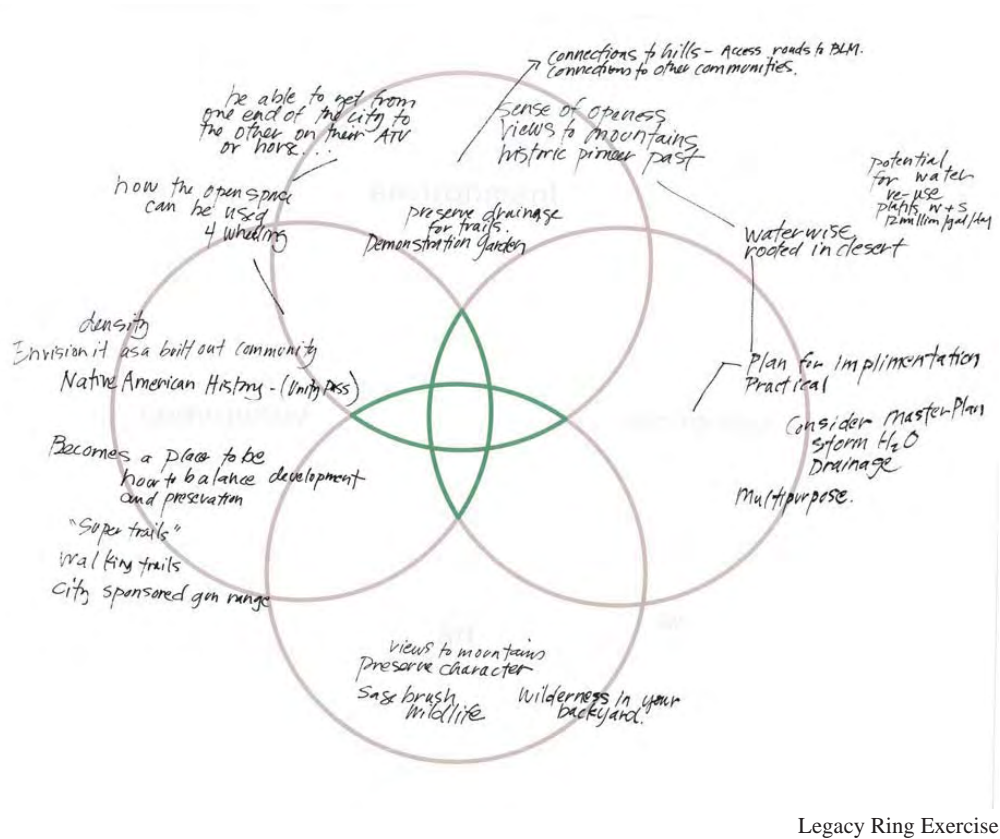 connections to hills - Access roads to BLM.
connections to other communities.
be able to get from
one end of the city to
the other on their ATV
or horse...
sense of openess
views to mountains
historic pioneer past
how the open space
can be used
4 wheeling
preserve drainage
for trails.
Demonstration garden
potential
for water
re-use
plants N + S
12 million/gal/day
waterwise
rooted in desert
density
Envision it as a built out community
Native American History - (Unity Pass)
Plan for implimentation
Practical
Consider Master Plan
storm H2O
Drainage
Multipurpose.
Becomes a place to be
how to balance development
and preservation
"Super trails"
walking trails
City sponsored gun range
views to mountains
preserve character
Sage brush
wildlife
Wilderness in your
backyard.
Legacy Ring Exercise